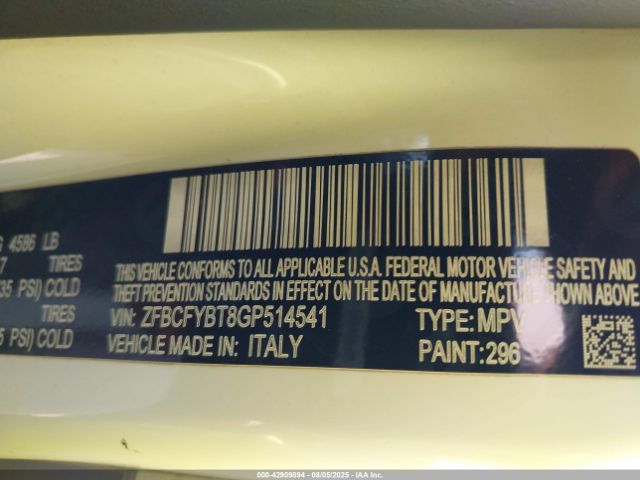 4586 LB
TIRES
35 PSI) COLD
TIRES
5 PSI) COLD
THIS VEHICLE CONFORMS TO ALL APPLICABLE U.S.A. FEDERAL MOTOR VEHICLE SAFETY AND
THEFT PREVENTION STANDARDS IN EFFECT ON THE DATE OF MANUFACTURE SHOWN ABOVE
VIN: ZFBCFYBT8GP514541 TYPE: MPV
VEHICLE MADE IN: ITALY PAINT: 296
000-42909894 - 08/05/2025 - IAA Inc.